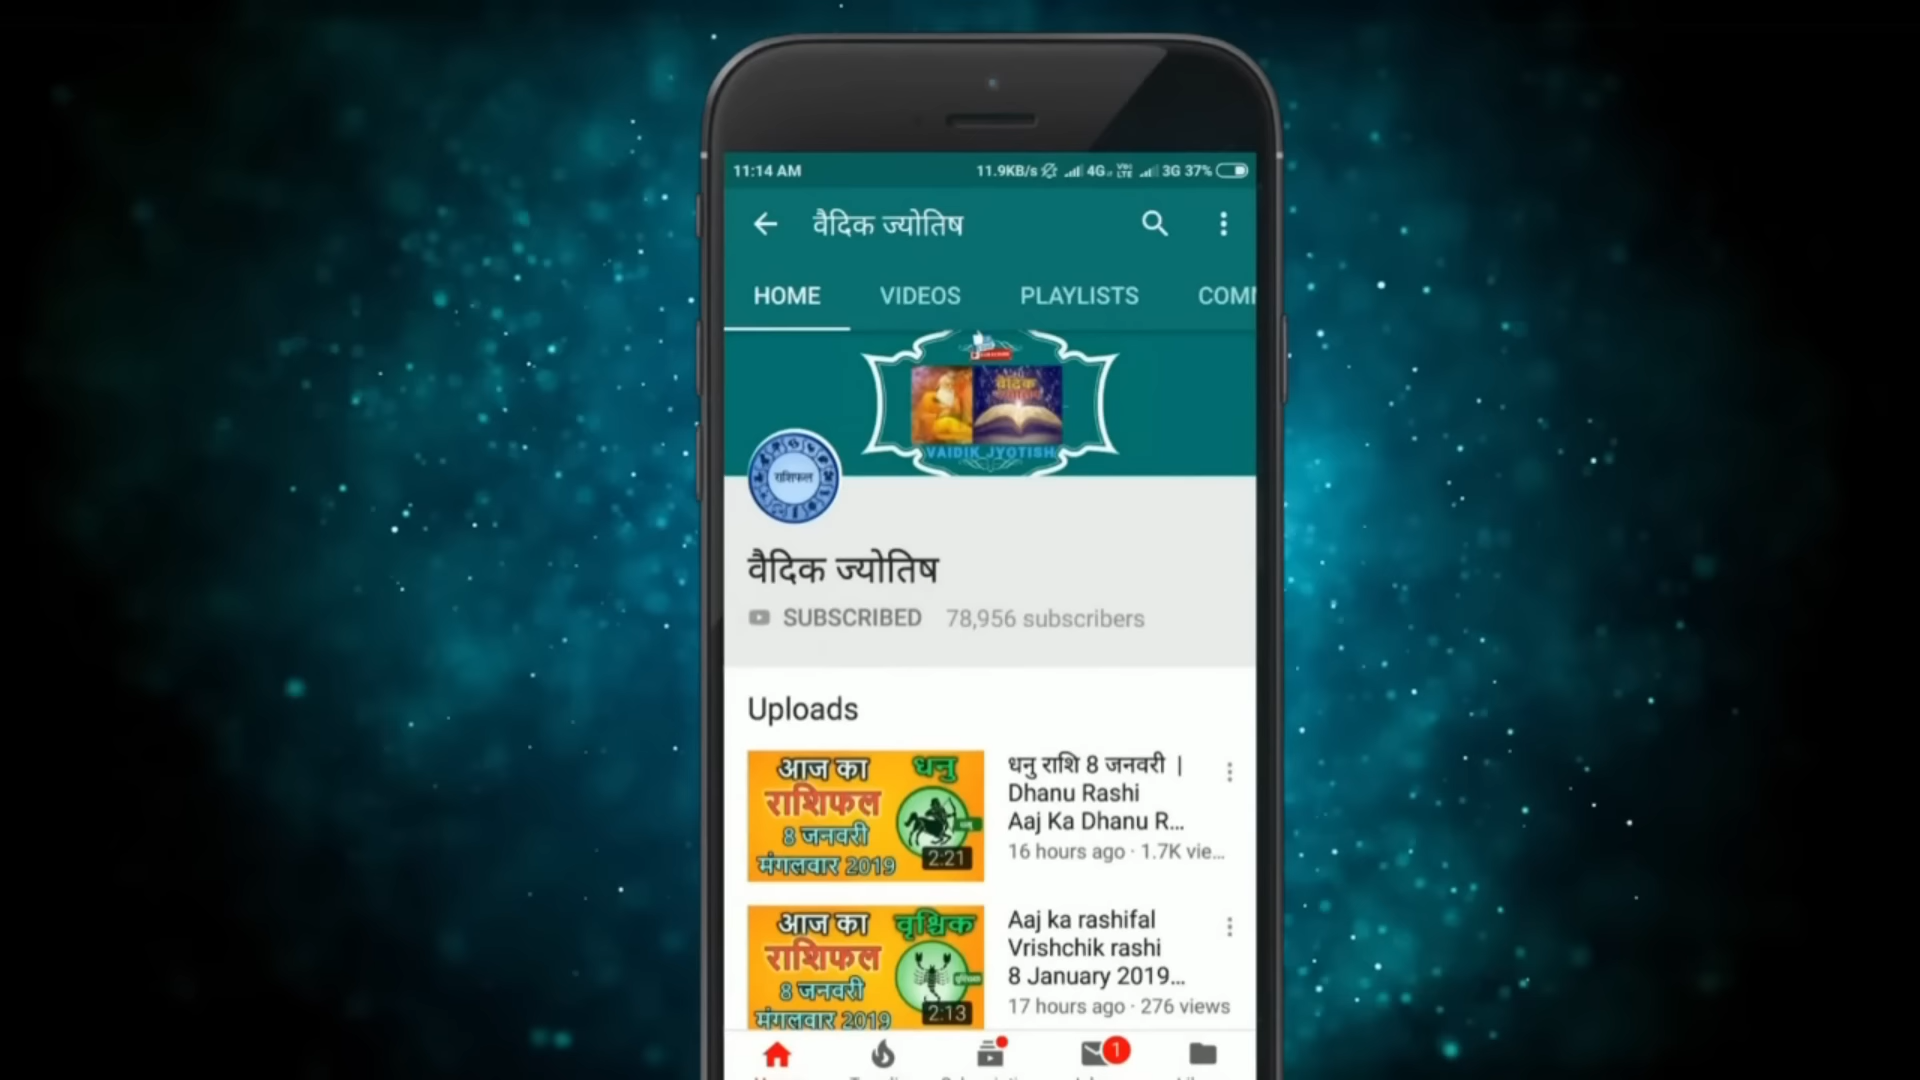 11:14 AM 11.9KB/s 4G VoLTE 3G 37%
वैदिक ज्योतिष
HOME VIDEOS PLAYLISTS COMM
वैदिक
VAIDIK JYOTISH
राशिफल
वैदिक ज्योतिष
SUBSCRIBED 78,956 subscribers
Uploads
आज का धनु
राशिफल
8 जनवरी
मंगलवार 2019
2:21
धनु राशि 8 जनवरी |
Dhanu Rashi
Aaj Ka Dhanu R...
16 hours ago · 1.7K vie...
आज का वृश्चिक
राशिफल
8 जनवरी
मंगलवार 2019
2:13
Aaj ka rashifal
Vrishchik rashi
8 January 2019...
17 hours ago · 276 views
1